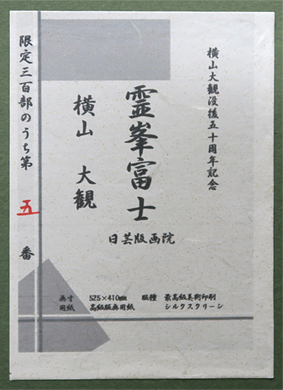 横山大観没後五十周年記念
霊峯富士
横山 大観
日芸版画院
限定三百部のうち第 五 番
画寸 525×410㎜ 版種 最高級美術印刷
用紙 高級版画用紙 シルクスクリーン